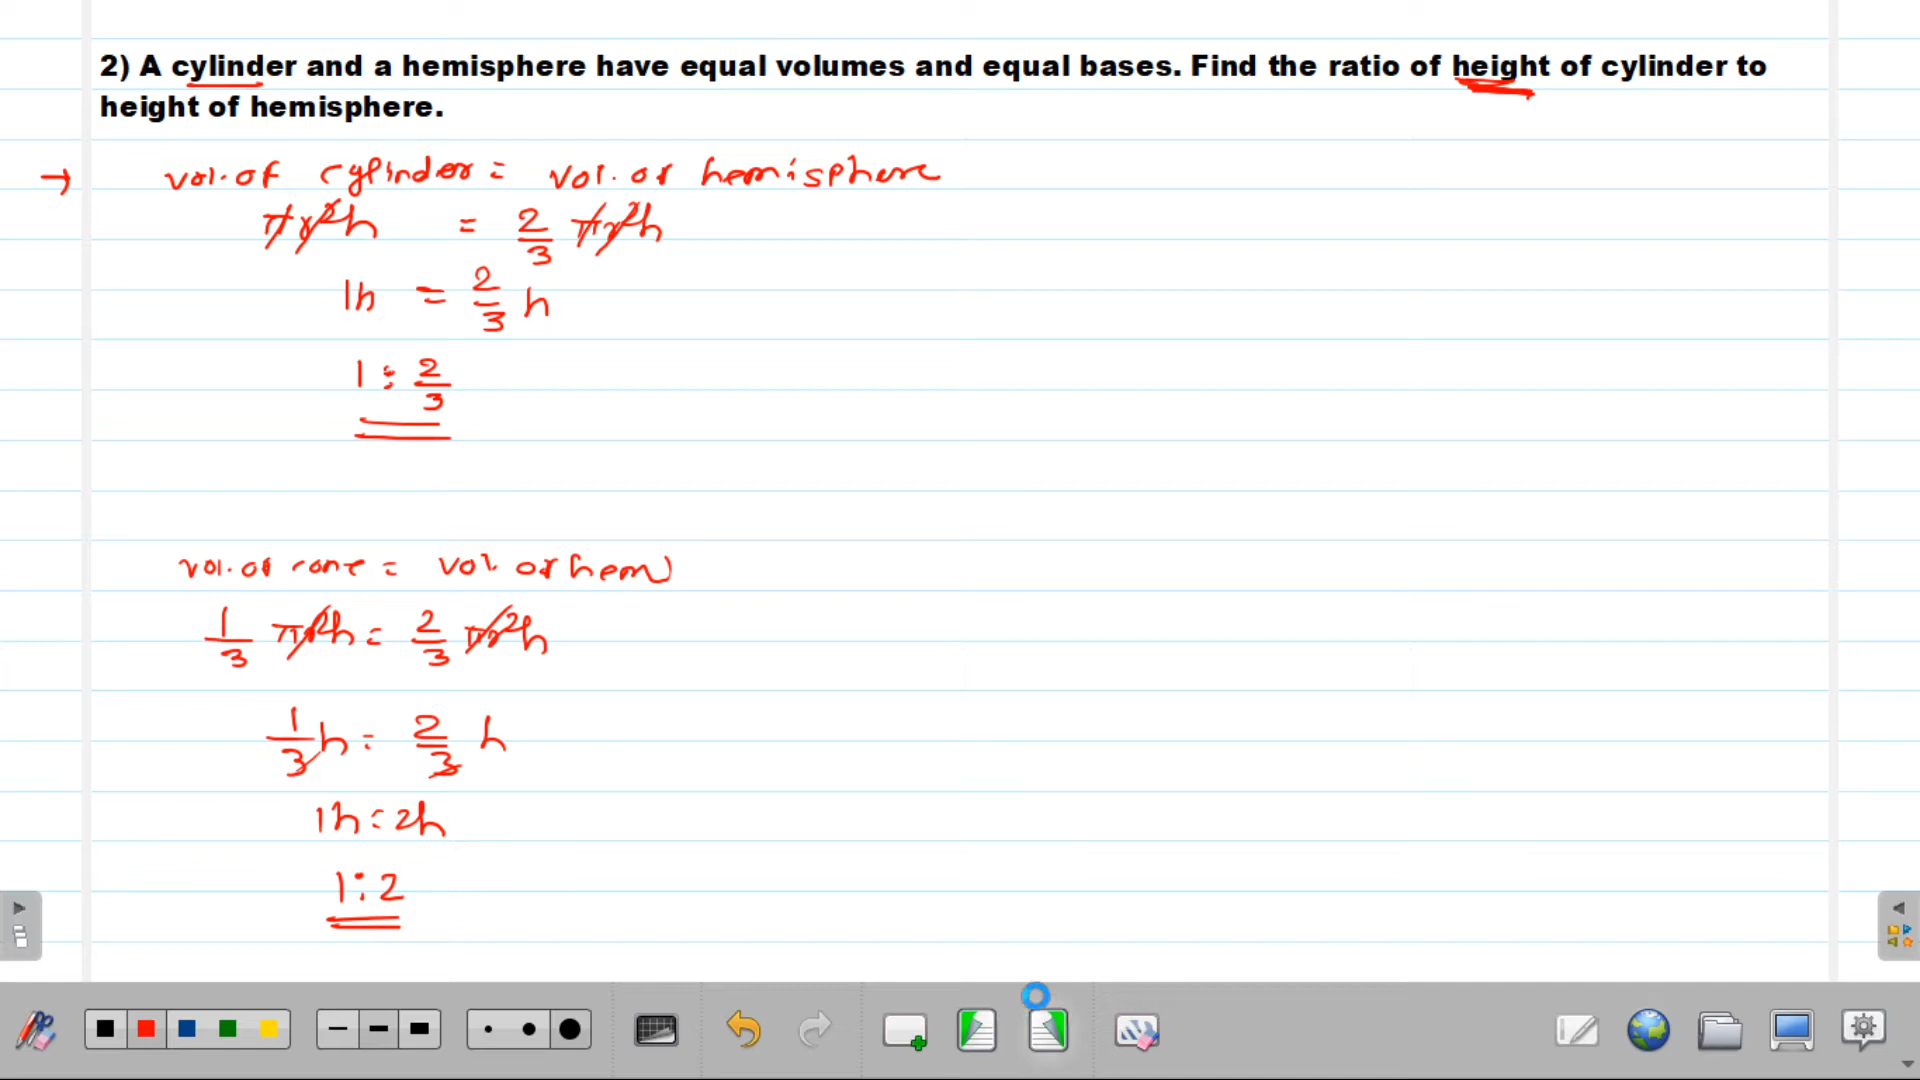 2) A cylinder and a hemisphere have equal volumes and equal bases. Find the ratio of height of cylinder to
height of hemisphere.
→ vol. of cylinder = vol. of hemisphere
πr²h = 2/3 πr²h
1h = 2/3 h
1 : 2/3
vol. of cone = vol. of hem
1/3 πr²h = 2/3 πr²h
1/3 h = 2/3 h
1h = 2h
1 : 2